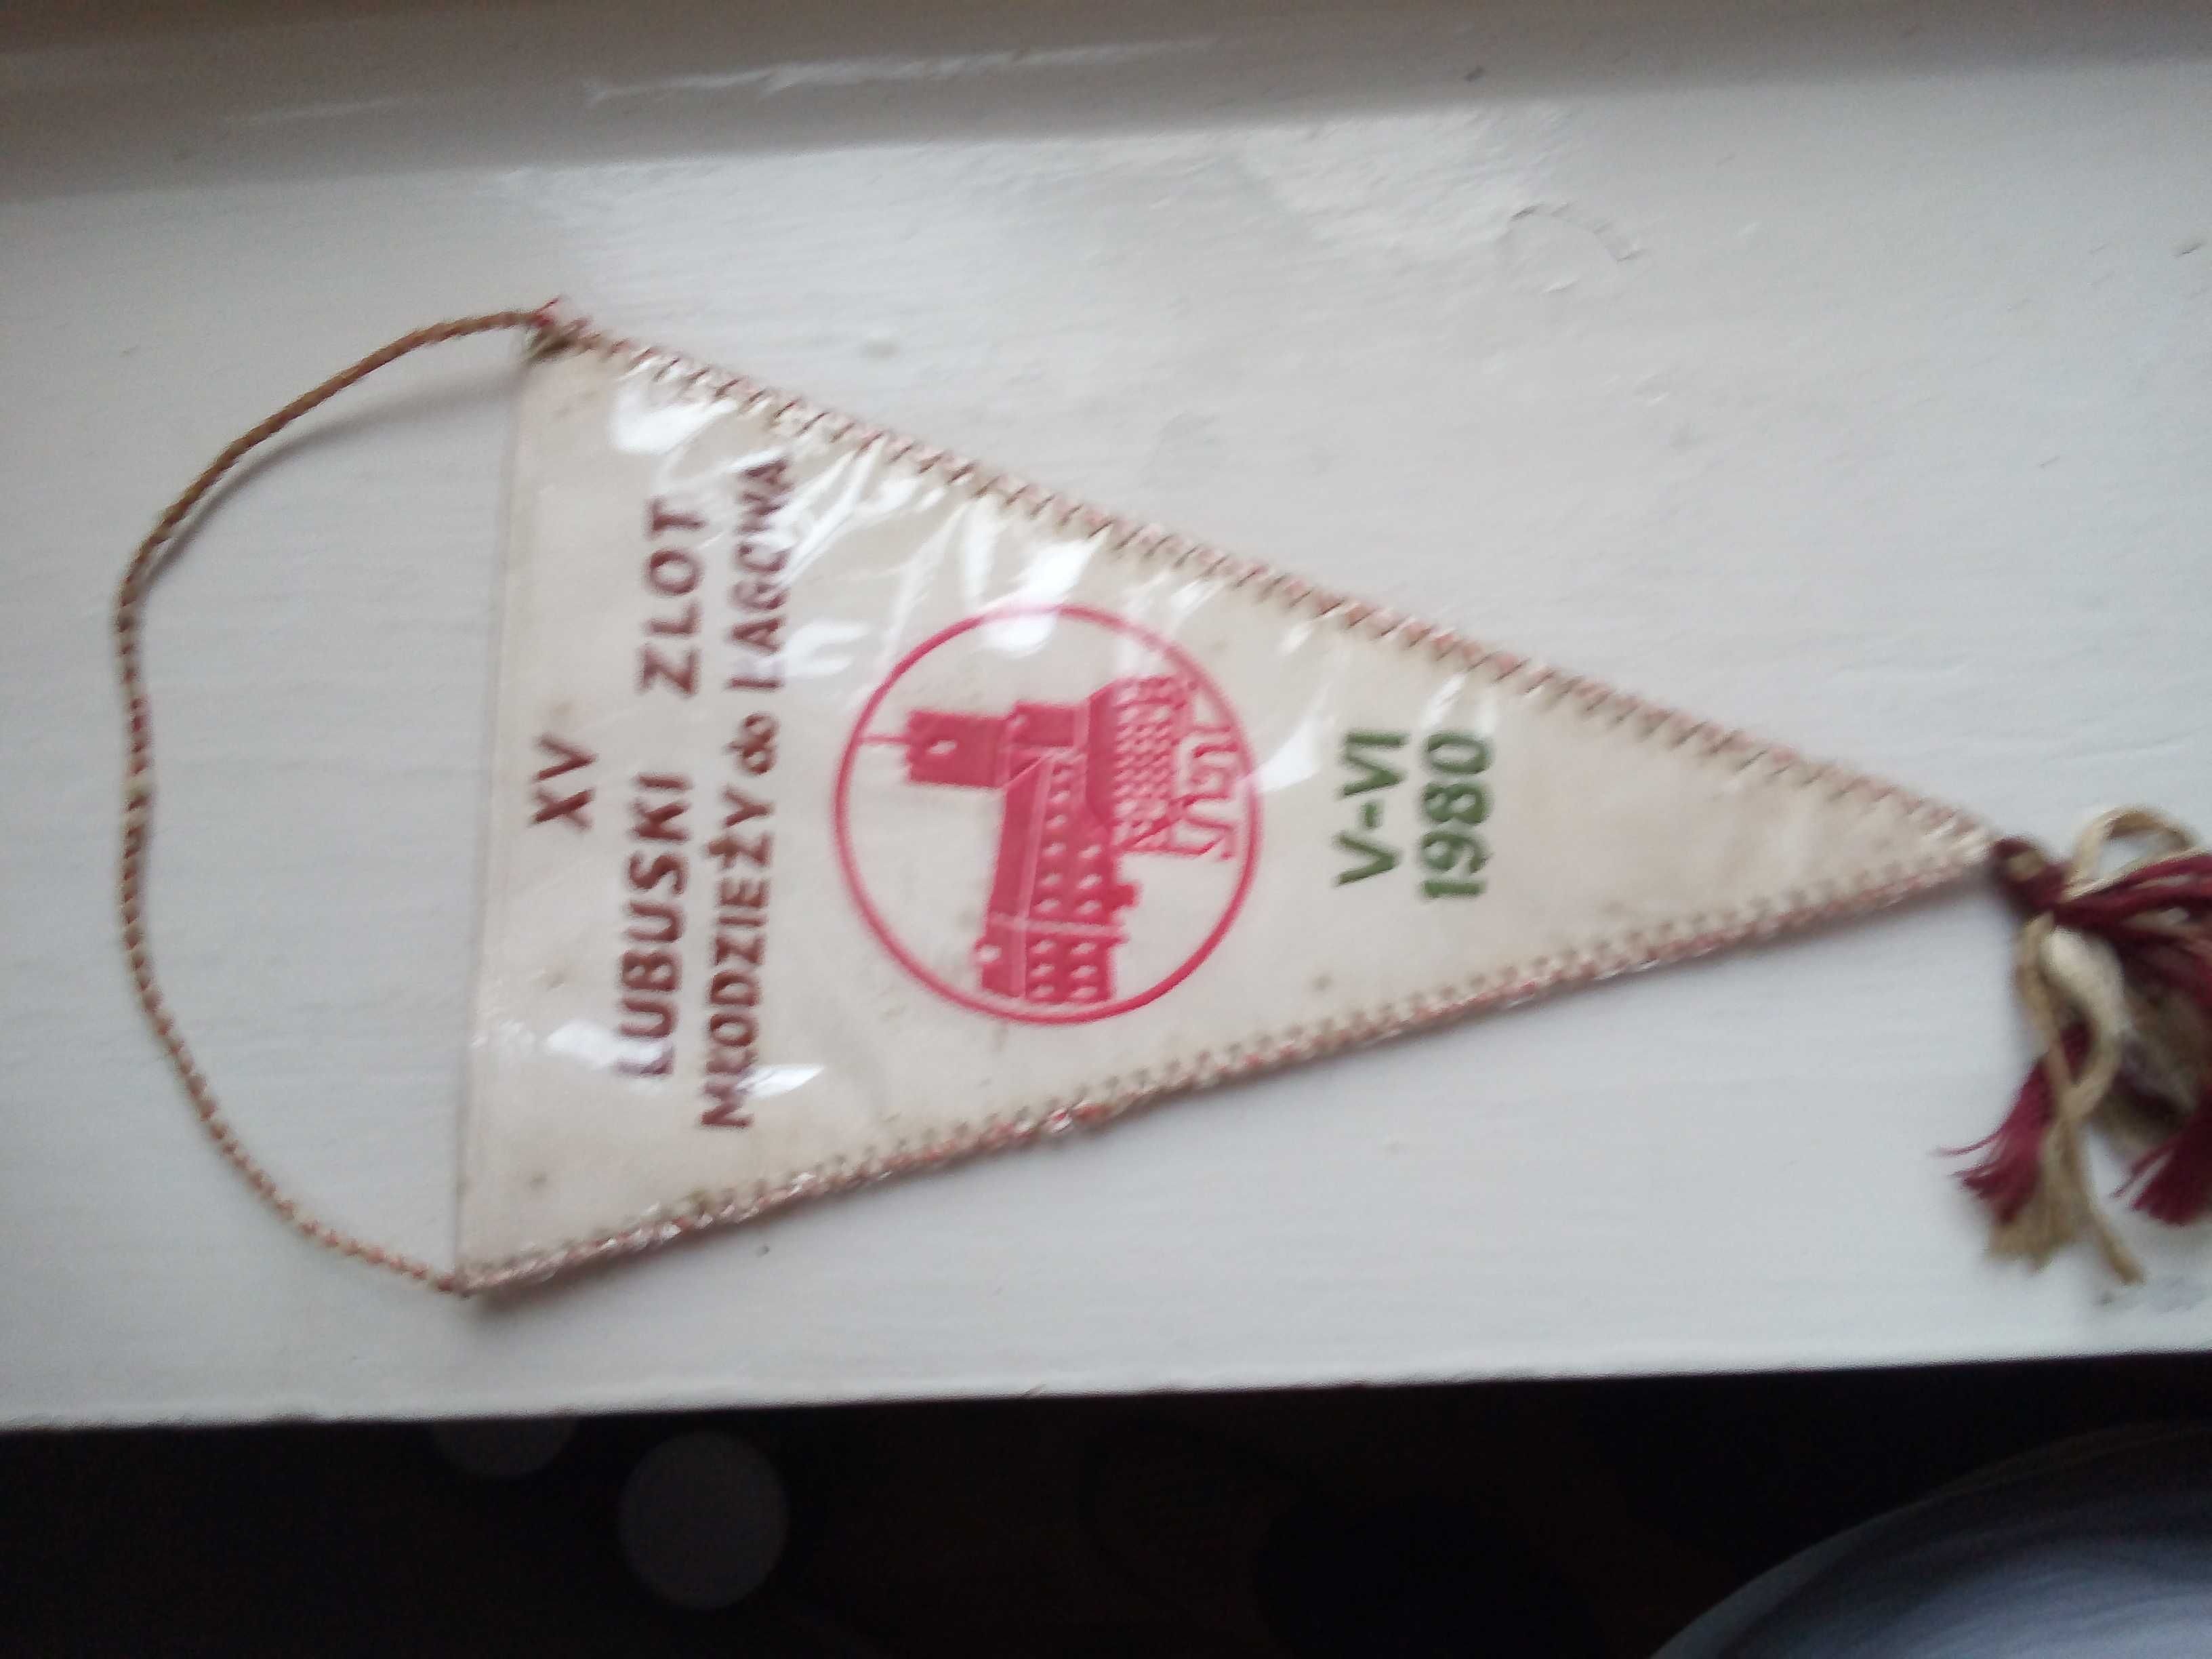 XV
LUBUSKI ZLOT
MŁODZIEŻY do ŁAGOWA
V-VI
1980